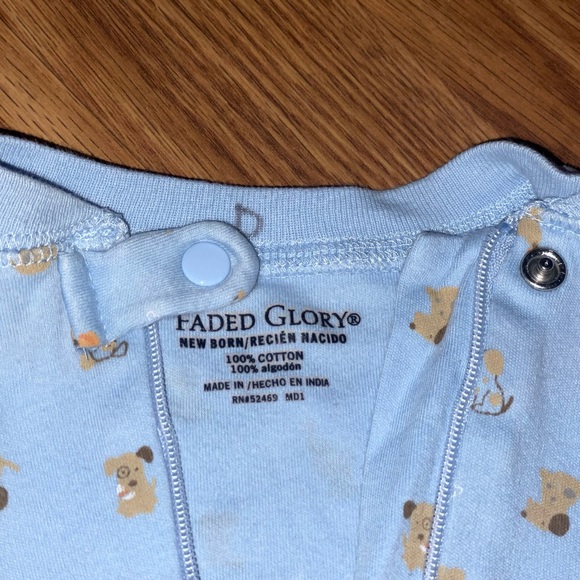 D
FADED GLORY®
NEW BORN/RECIÉN NACIDO
100% COTTON
100% algodón
MADE IN /HECHO EN INDIA
RN#52469 MD1